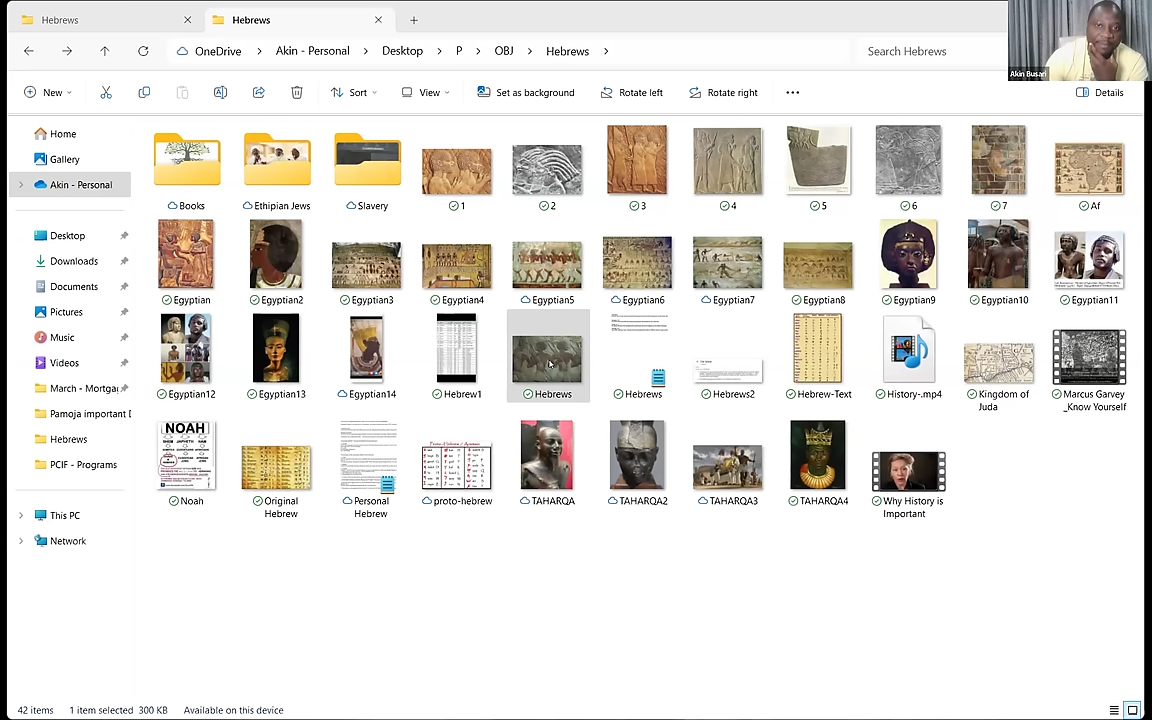 Hebrews
Hebrews
OneDrive
Akin - Personal
Desktop
P
OBJ
Hebrews
Search Hebrews
Akin Busari
New
Sort
View
Set as background
Rotate left
Rotate right
Details
Home
Gallery
Akin - Personal
Desktop
Downloads
Documents
Pictures
Music
Videos
March - Mortga
Pamoja important D
Hebrews
PCIF - Programs
This PC
Network
Books
Ethipian Jews
Slavery
1
2
3
4
5
6
7
Af
Egyptian
Egyptian2
Egyptian3
Egyptian4
Egyptian5
Egyptian6
Egyptian7
Egyptian8
Egyptian9
Egyptian10
Egyptian11
Egyptian12
Egyptian13
Egyptian14
Hebrew1
Hebrews
Hebrews
Hebrews2
Hebrew-Text
History-.mp4
Kingdom of
Juda
Marcus Garvey
_Know Yourself
NOAH
Noah
Original
Hebrew
Personal
Hebrew
proto-hebrew
TAHARQA
TAHARQA2
TAHARQA3
TAHARQA4
Why History is
Important
42 items
1 item selected 300 KB
Available on this device